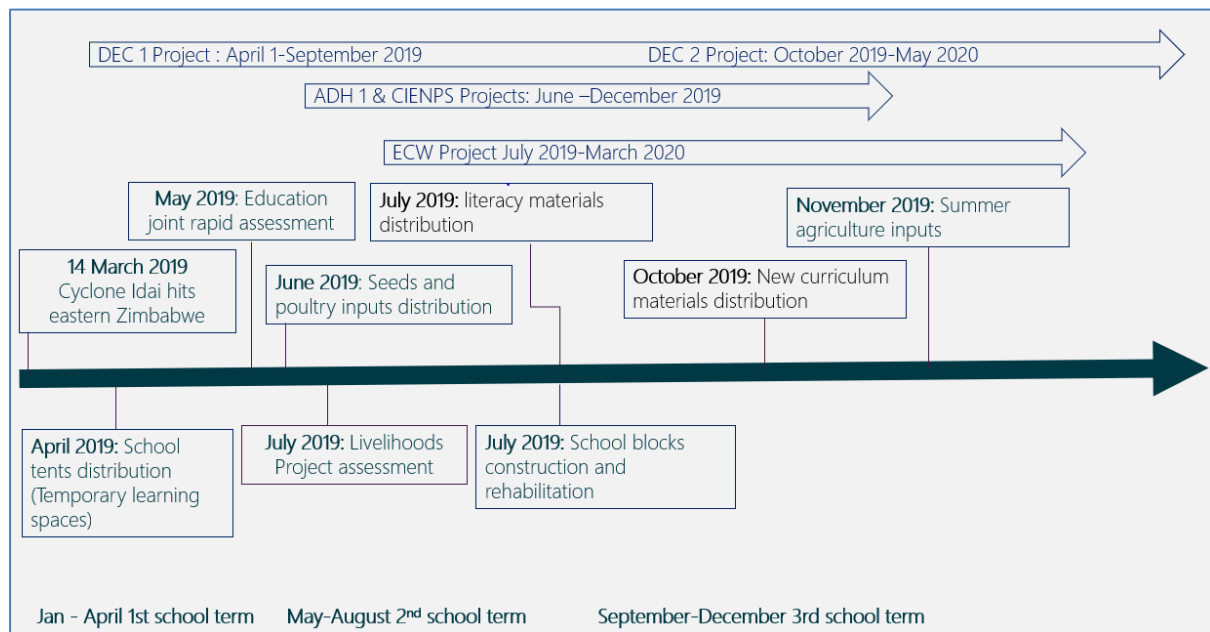 DEC 1 Project : April 1-September 2019
DEC 2 Project: October 2019-May 2020
ADH 1 & CIENPS Projects: June –December 2019
ECW Project July 2019-March 2020
May 2019: Education
joint rapid assessment
July 2019: literacy materials
distribution
November 2019: Summer
agriculture inputs
14 March 2019
Cyclone Idai hits
eastern Zimbabwe
June 2019: Seeds and
poultry inputs distribution
October 2019: New curriculum
materials distribution
April 2019: School
tents distribution
(Temporary learning
spaces)
July 2019: Livelihoods
Project assessment
July 2019: School blocks
construction and
rehabilitation
Jan - April 1st school term
May-August 2nd school term
September-December 3rd school term